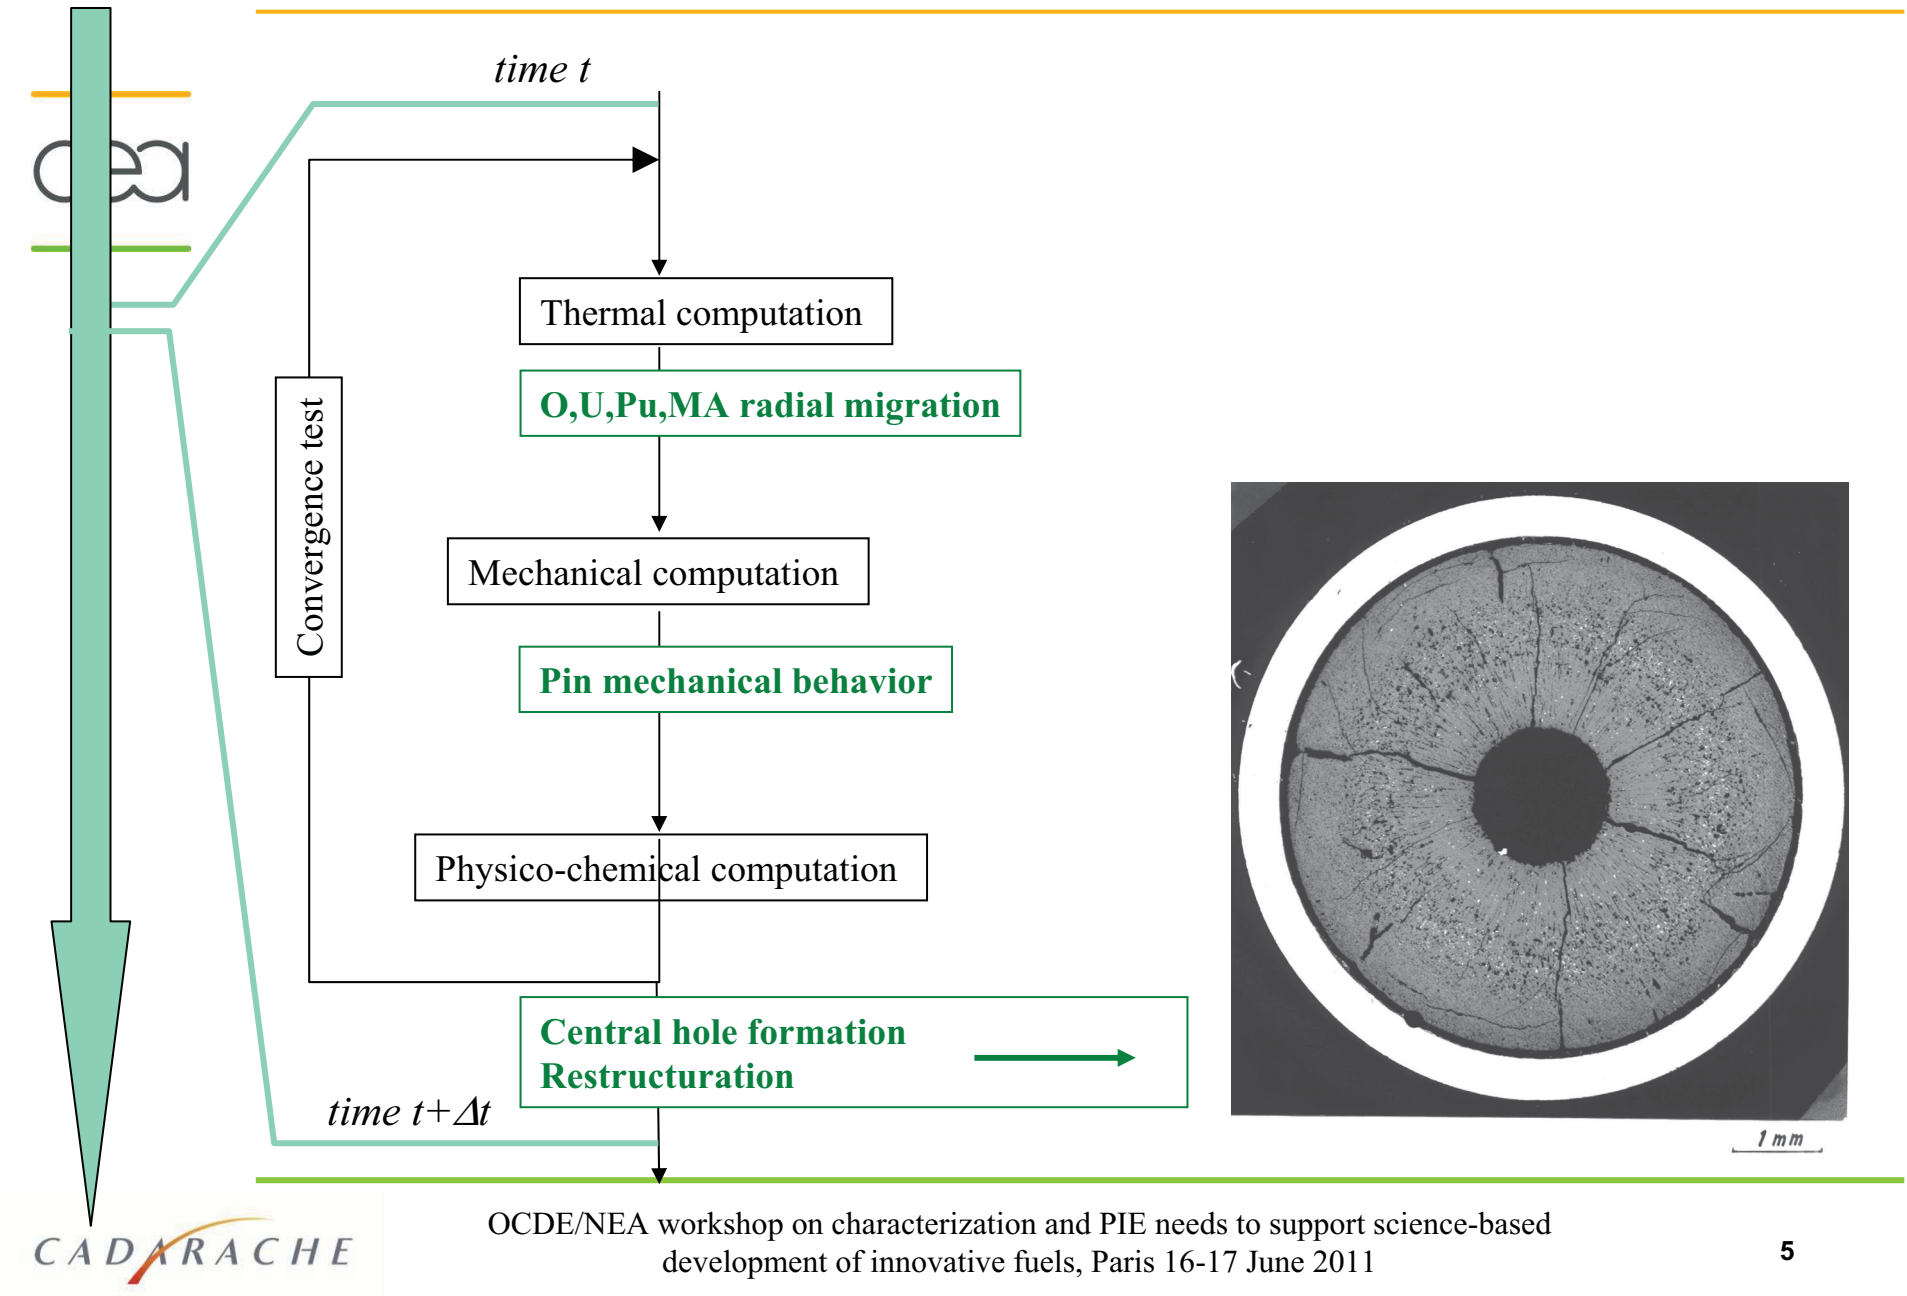 time t
cea
Thermal computation
O,U,Pu,MA radial migration
Convergence test
Mechanical computation
Pin mechanical behavior
Physico-chemical computation
Central hole formation
Restructuration
time t+Δt
1 mm
CADARACHE
OCDE/NEA workshop on characterization and PIE needs to support science-based
development of innovative fuels, Paris 16-17 June 2011
5